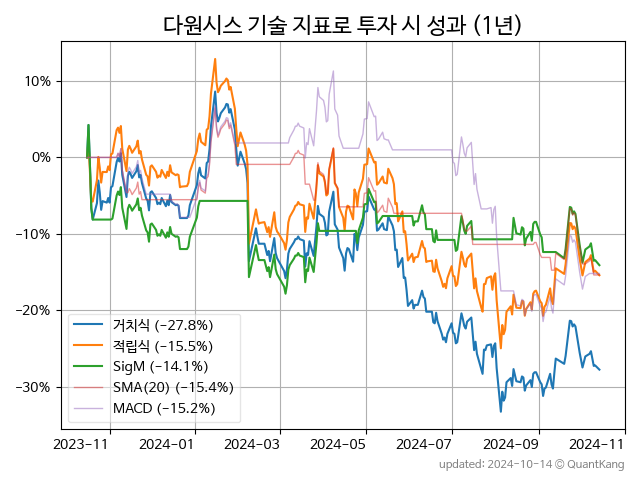 다원시스 기술 지표로 투자 시 성과 (1년)
10%
0%
−10%
−20%
−30%
거치식 (−27.8%)
적립식 (−15.5%)
SigM (−14.1%)
SMA(20) (−15.4%)
MACD (−15.2%)
2023−11 2024−01 2024−03 2024−05 2024−07 2024−09 2024−11
updated: 2024-10-14 © QuantKang